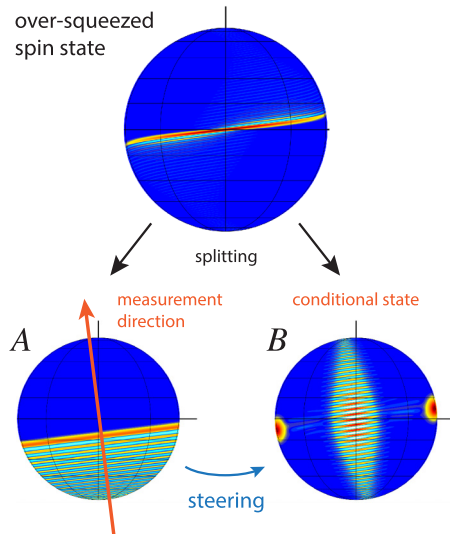 over-squeezed
spin state
splitting
measurement
direction
conditional state
A
B
steering